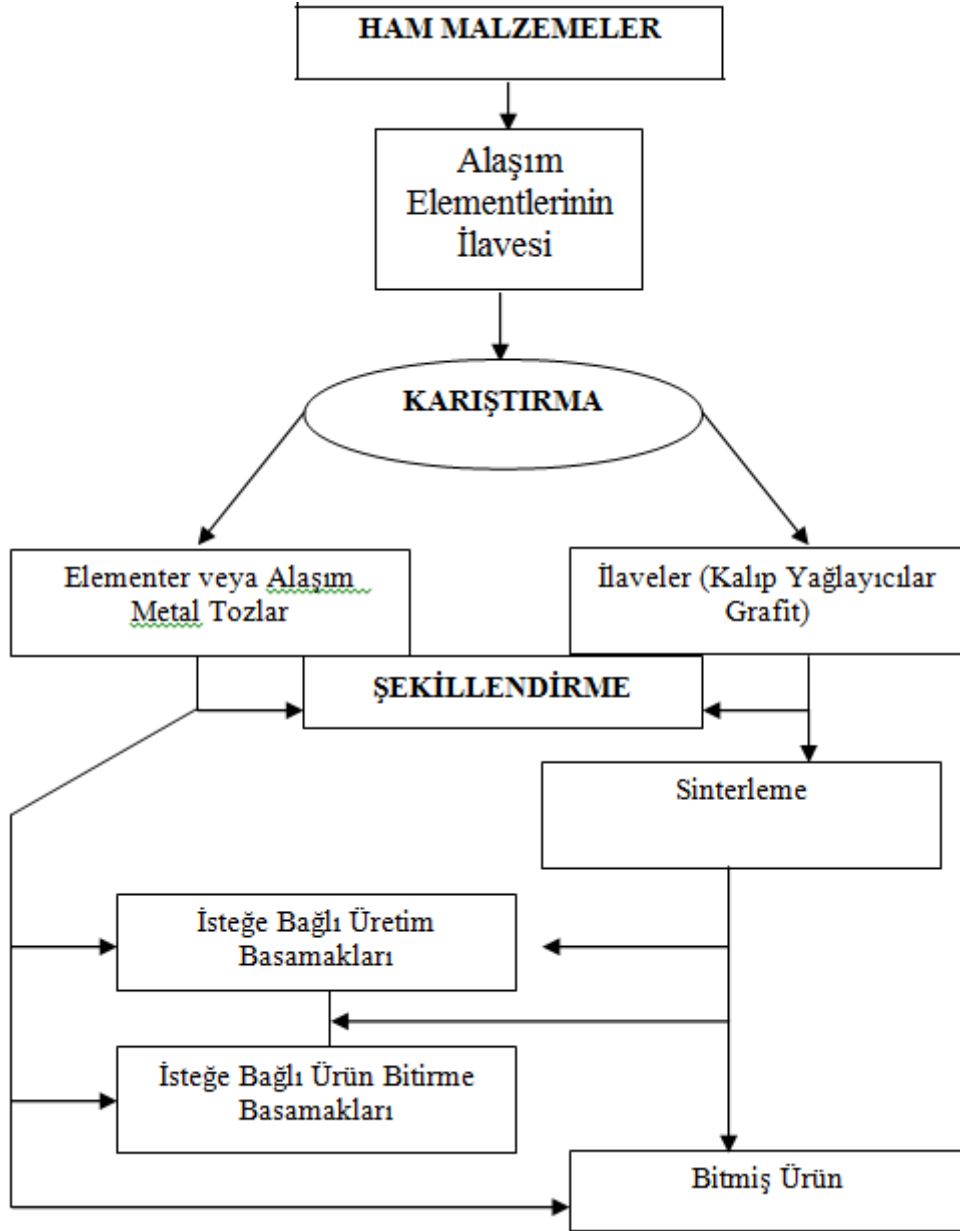 HAM MALZEMELER
Alaşım
Elementlerinin
İlavesi
KARIŞTIRMA
Elementer veya Alaşım
Metal Tozlar
İlaveler (Kalıp Yağlayıcılar
Grafit)
ŞEKİLLENDİRME
Sinterleme
İsteğe Bağlı Üretim
Basamakları
İsteğe Bağlı Ürün Bitirme
Basamakları
Bitmiş Ürün